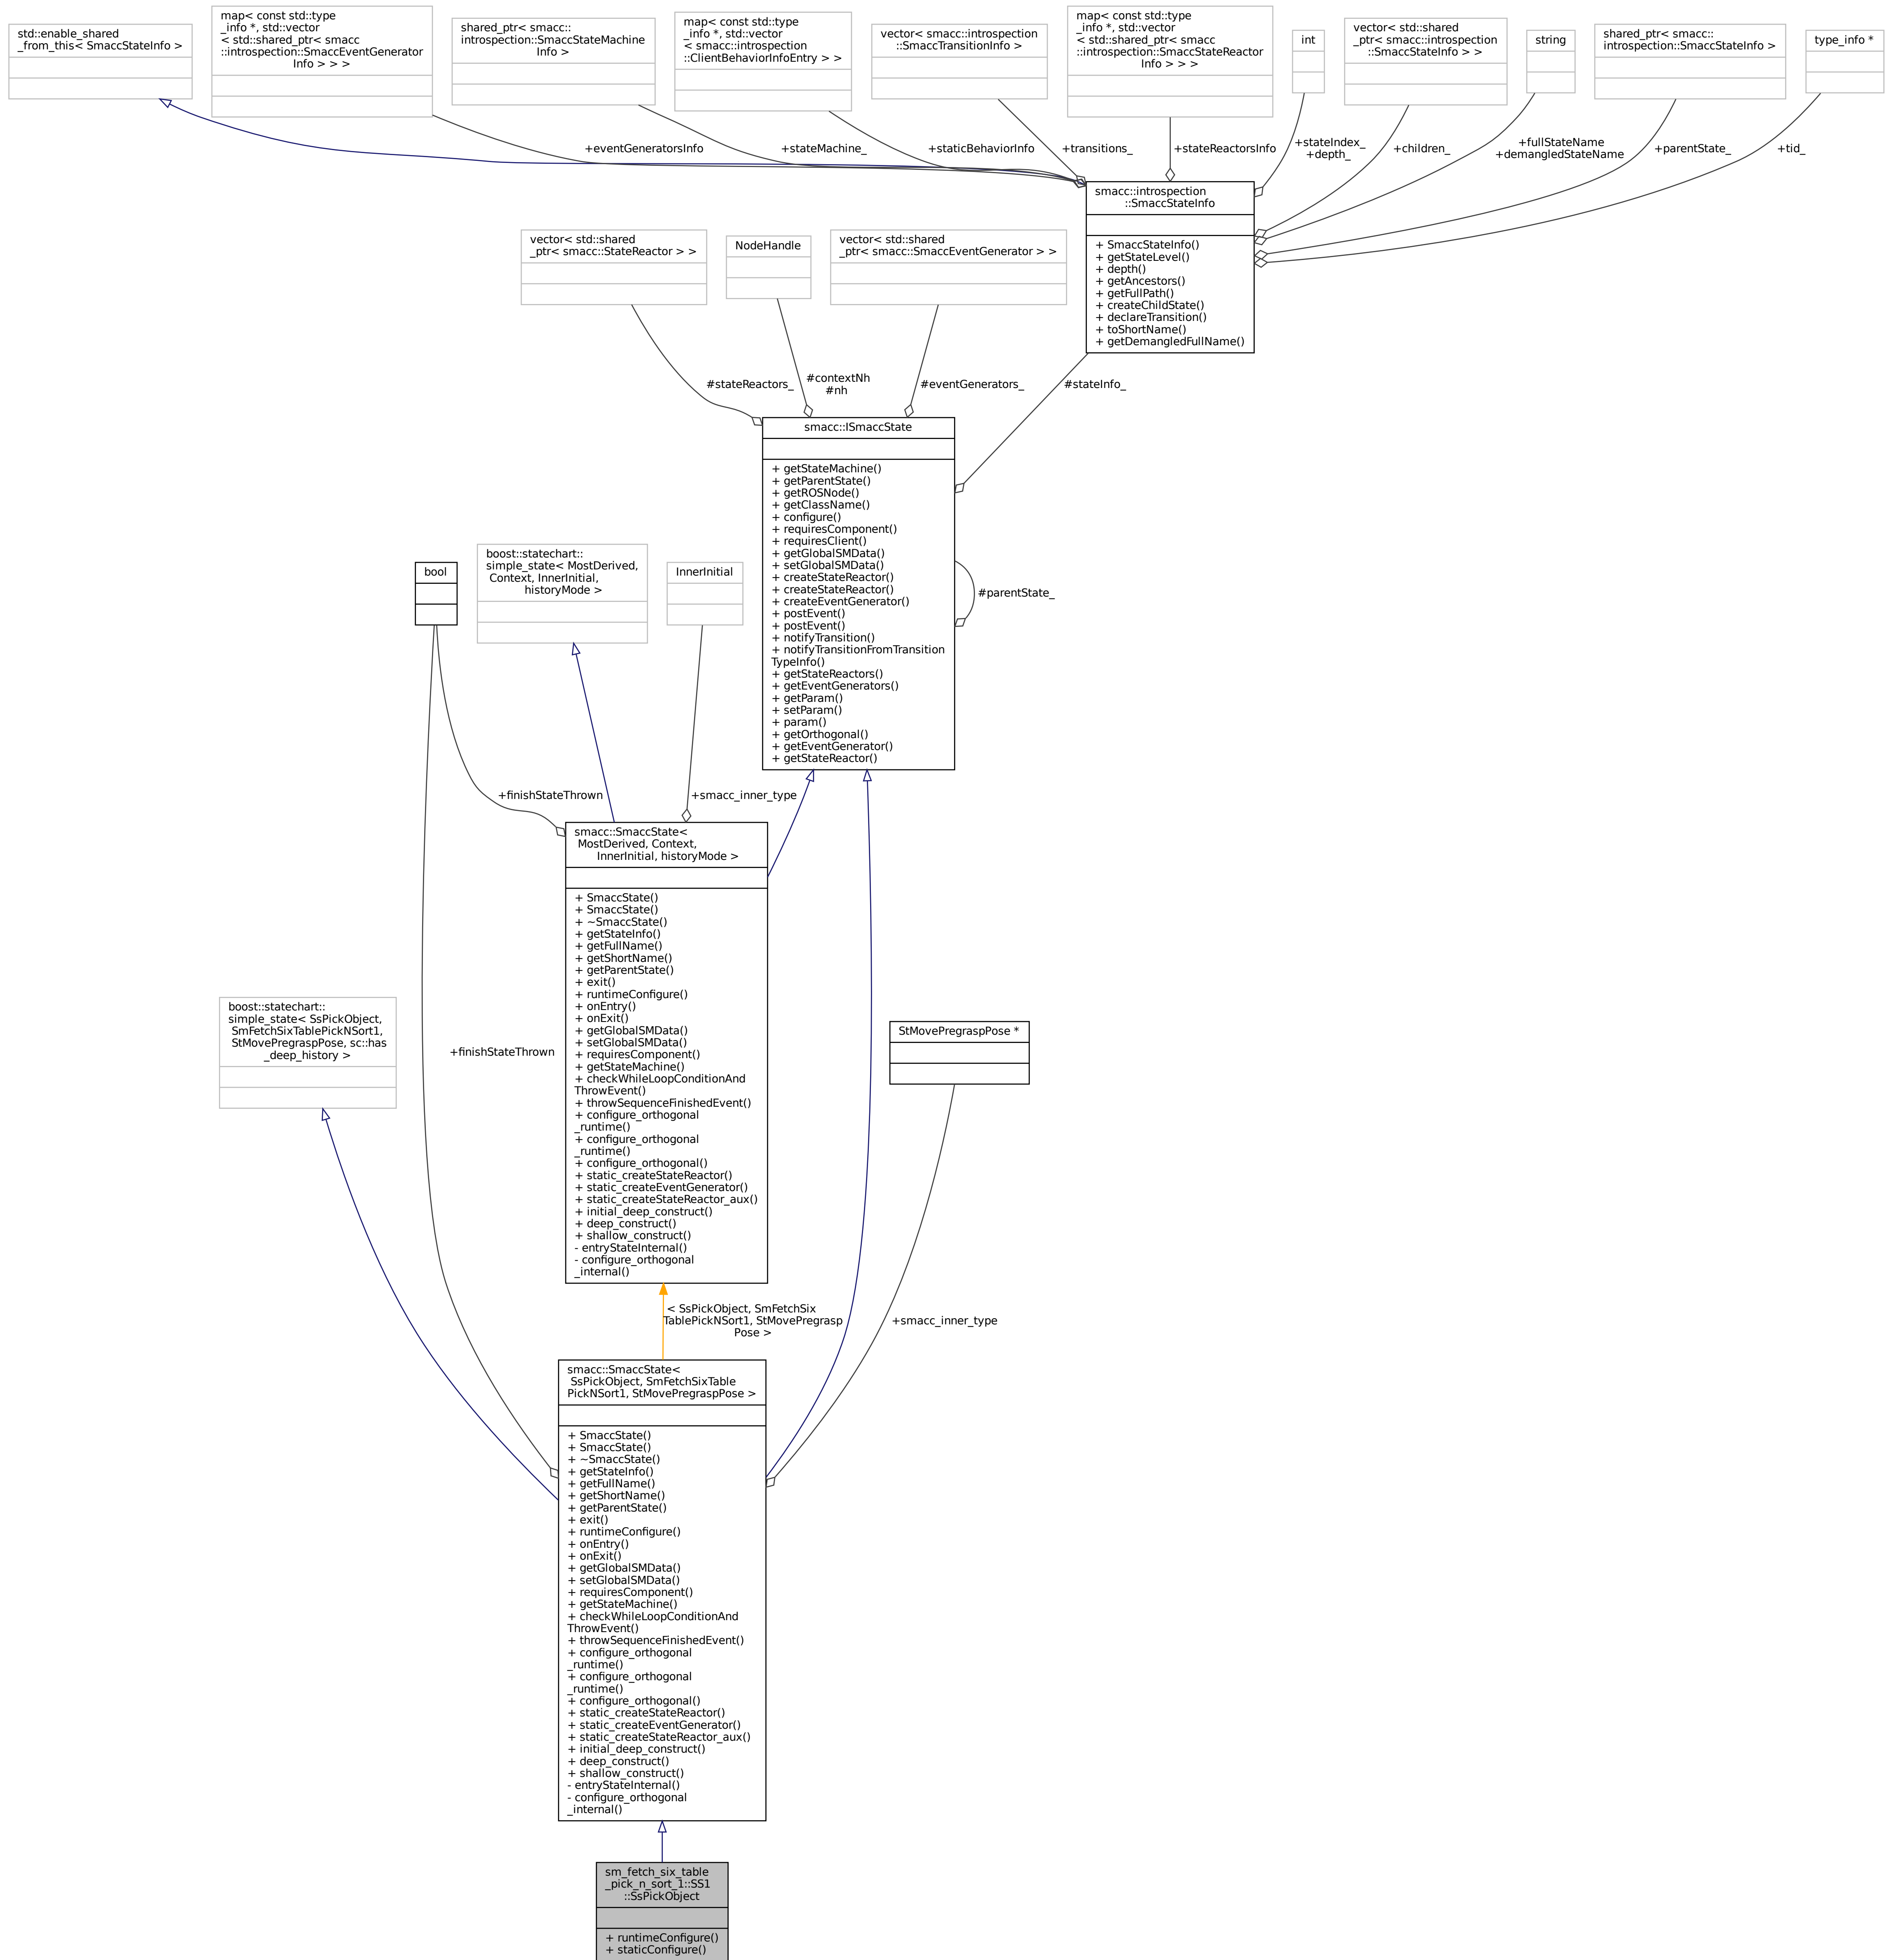 std::enable_shared
_from_this< SmaccStateInfo >
map< const std::type
_info *, std::vector
< std::shared_ptr< smacc
::introspection::SmaccEventGenerator
Info > > >
shared_ptr< smacc::
introspection::SmaccStateMachine
Info >
map< const std::type
_info *, std::vector
< smacc::introspection
::ClientBehaviorInfoEntry > >
vector< smacc::introspection
::SmaccTransitionInfo >
map< const std::type
_info *, std::vector
< std::shared_ptr< smacc
::introspection::SmaccStateReactor
Info > > >
int
vector< std::shared
_ptr< smacc::introspection
::SmaccStateInfo > >
string
shared_ptr< smacc::
introspection::SmaccStateInfo >
type_info *
+eventGeneratorsInfo
+stateMachine_
+staticBehaviorInfo
+transitions_
+stateReactorsInfo
+stateIndex_
+depth_
+children_
+fullStateName
+demangledStateName
+parentState_
+tid_
smacc::introspection
::SmaccStateInfo
+ SmaccStateInfo()
+ getStateLevel()
+ depth()
+ getAncestors()
+ getFullPath()
+ createChildState()
+ declareTransition()
+ toShortName()
+ getDemangledFullName()
vector< std::shared
_ptr< smacc::StateReactor > >
NodeHandle
vector< std::shared
_ptr< smacc::SmaccEventGenerator > >
#stateReactors_
#contextNh
#nh
#eventGenerators_
#stateInfo_
smacc::ISmaccState
+ getStateMachine()
+ getParentState()
+ getROSNode()
+ getClassName()
+ configure()
+ requiresComponent()
+ requiresClient()
+ getGlobalSMData()
+ setGlobalSMData()
+ createStateReactor()
+ createStateReactor()
+ createEventGenerator()
+ postEvent()
+ postEvent()
+ notifyTransition()
+ notifyTransitionFromTransition
TypeInfo()
+ getStateReactors()
+ getEventGenerators()
+ getParam()
+ setParam()
+ param()
+ getOrthogonal()
+ getEventGenerator()
+ getStateReactor()
#parentState_
bool
boost::statechart::
simple_state< MostDerived,
Context, InnerInitial,
historyMode >
InnerInitial
+finishStateThrown
+smacc_inner_type
smacc::SmaccState<
MostDerived, Context,
InnerInitial, historyMode >
+ SmaccState()
+ SmaccState()
+ ~SmaccState()
+ getStateInfo()
+ getFullName()
+ getShortName()
+ getParentState()
+ exit()
+ runtimeConfigure()
+ onEntry()
+ onExit()
+ getGlobalSMData()
+ setGlobalSMData()
+ requiresComponent()
+ getStateMachine()
+ checkWhileLoopConditionAnd
ThrowEvent()
+ throwSequenceFinishedEvent()
+ configure_orthogonal
_runtime()
+ configure_orthogonal
_runtime()
+ configure_orthogonal()
+ static_createStateReactor()
+ static_createEventGenerator()
+ static_createStateReactor_aux()
+ initial_deep_construct()
+ deep_construct()
+ shallow_construct()
- entryStateInternal()
- configure_orthogonal
_internal()
boost::statechart::
simple_state< SsPickObject,
SmFetchSixTablePickNSort1,
StMovePregraspPose, sc::has
_deep_history >
+finishStateThrown
StMovePregraspPose *
< SsPickObject, SmFetchSix
TablePickNSort1, StMovePregrasp
Pose >
+smacc_inner_type
smacc::SmaccState<
SsPickObject, SmFetchSixTable
PickNSort1, StMovePregraspPose >
+ SmaccState()
+ SmaccState()
+ ~SmaccState()
+ getStateInfo()
+ getFullName()
+ getShortName()
+ getParentState()
+ exit()
+ runtimeConfigure()
+ onEntry()
+ onExit()
+ getGlobalSMData()
+ setGlobalSMData()
+ requiresComponent()
+ getStateMachine()
+ checkWhileLoopConditionAnd
ThrowEvent()
+ throwSequenceFinishedEvent()
+ configure_orthogonal
_runtime()
+ configure_orthogonal
_runtime()
+ configure_orthogonal()
+ static_createStateReactor()
+ static_createEventGenerator()
+ static_createStateReactor_aux()
+ initial_deep_construct()
+ deep_construct()
+ shallow_construct()
- entryStateInternal()
- configure_orthogonal
_internal()
sm_fetch_six_table
_pick_n_sort_1::SS1
::SsPickObject
+ runtimeConfigure()
+ staticConfigure()